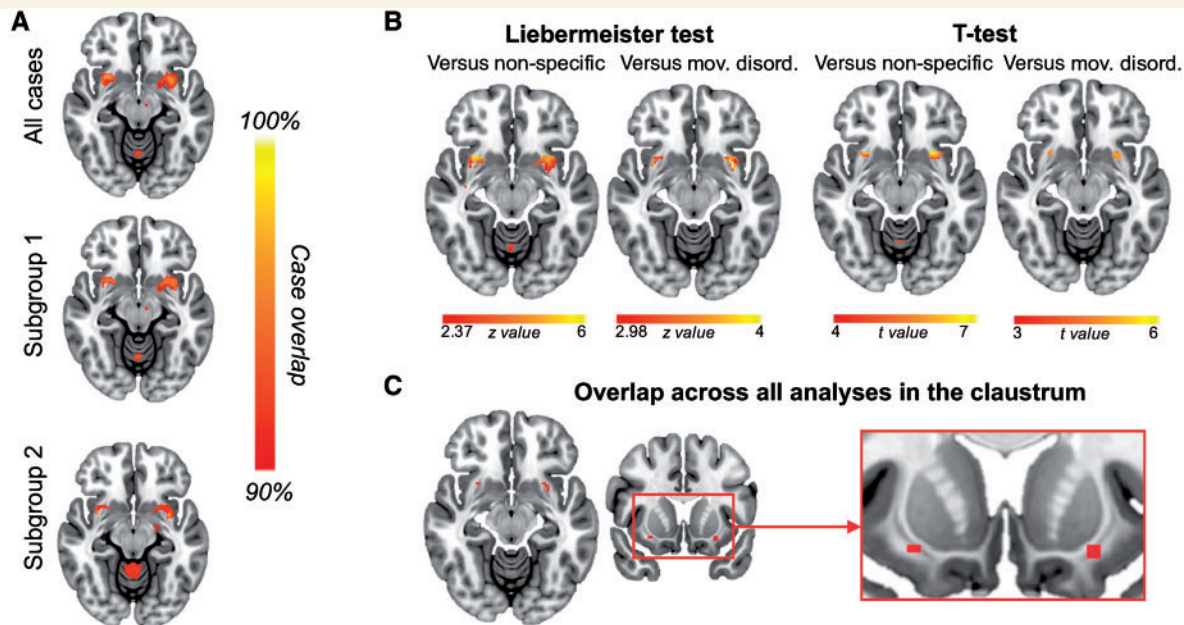 A
All cases
Subgroup 1
Subgroup 2
100%
Case overlap
90%
B
Liebermeister test
T-test
Versus non-specific
Versus mov. disord.
Versus non-specific
Versus mov. disord.
2.37 z value 6
2.98 z value 4
4 t value 7
3 t value 6
C
Overlap across all analyses in the claustrum